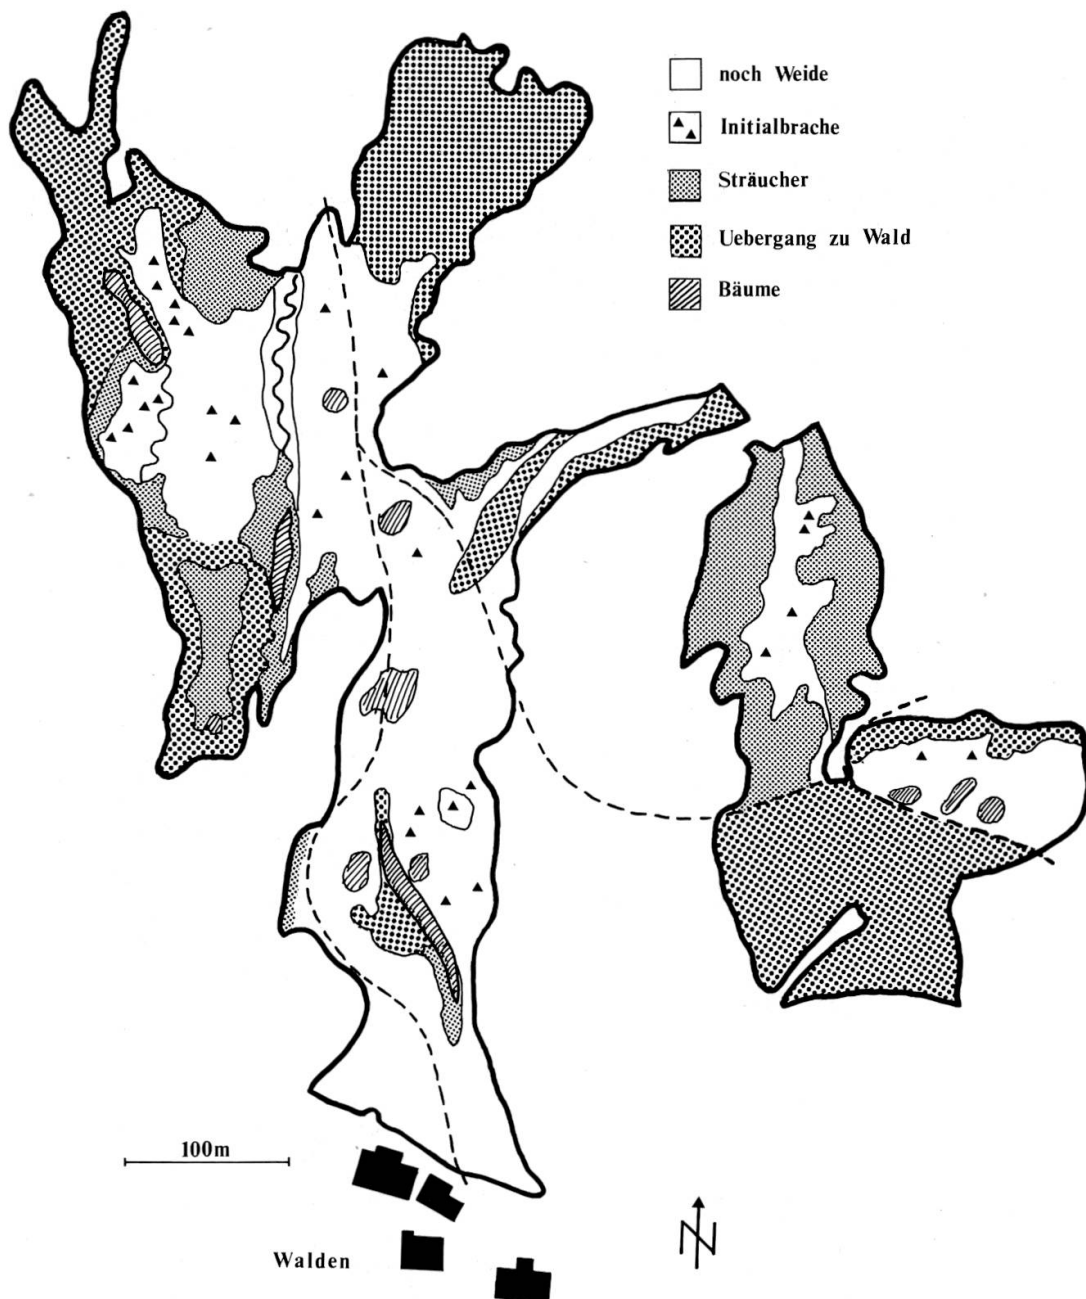 noch Weide
Initialbrache
Sträucher
Uebergang zu Wald
Bäume
100m
Walden
N